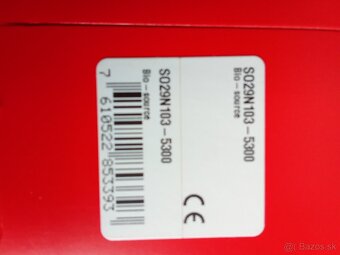 SO29N103-5300
Bio-source
SO29N103-5300
Bio-source
7 610522 853393
CE
Bazos.sk